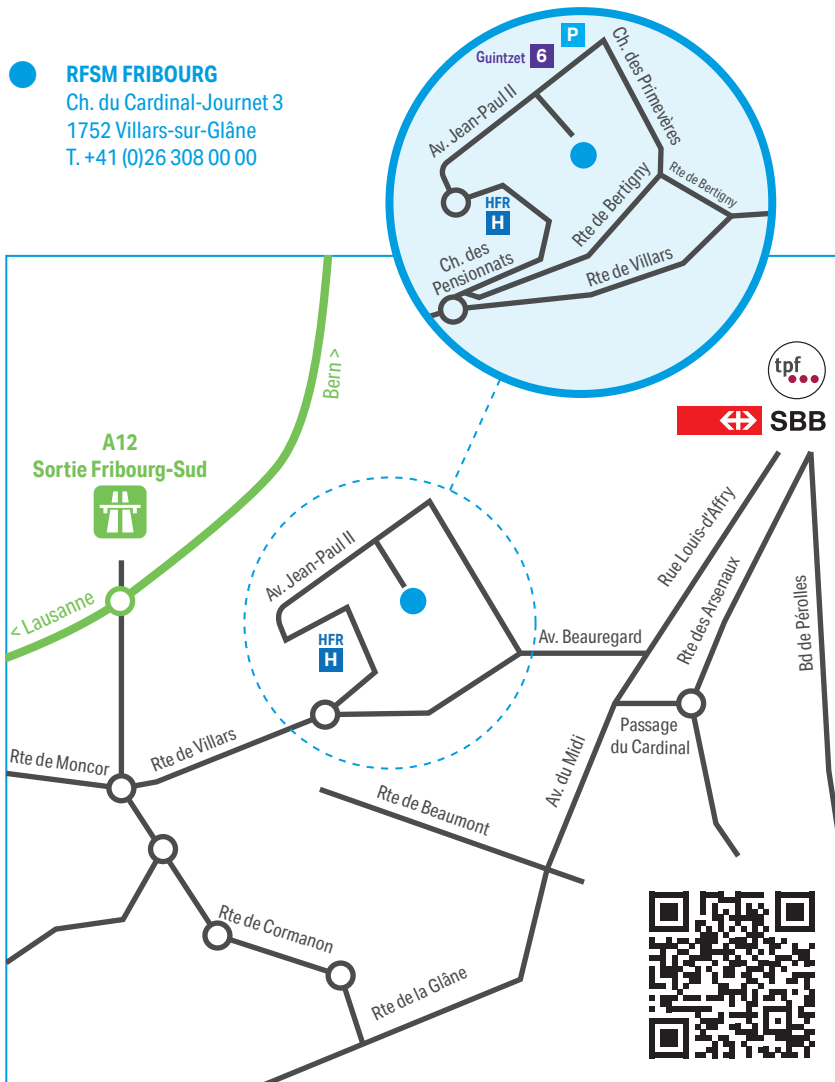 RFSM FRIBOURG
Ch. du Cardinal-Journet 3
1752 Villars-sur-Glâne
T. +41 (0)26 308 00 00
P
Guintzet 6
Av. Jean-Paul II
Ch. des Primevères
HFR
H
Rte de Bertigny
Rte de Bertigny
Ch. des
Pensionnats
Rte de Villars
Bern >
tpf
SBB
A12
Sortie Fribourg-Sud
< Lausanne
Av. Jean-Paul II
HFR
H
Av. Beauregard
Rue Louis-d'Affry
Rte des Arsenaux
Bd de Pérolles
Passage
du Cardinal
Rte de Moncor
Rte de Villars
Av. du Midi
Rte de Beaumont
Rte de Cormanon
Rte de la Glâne